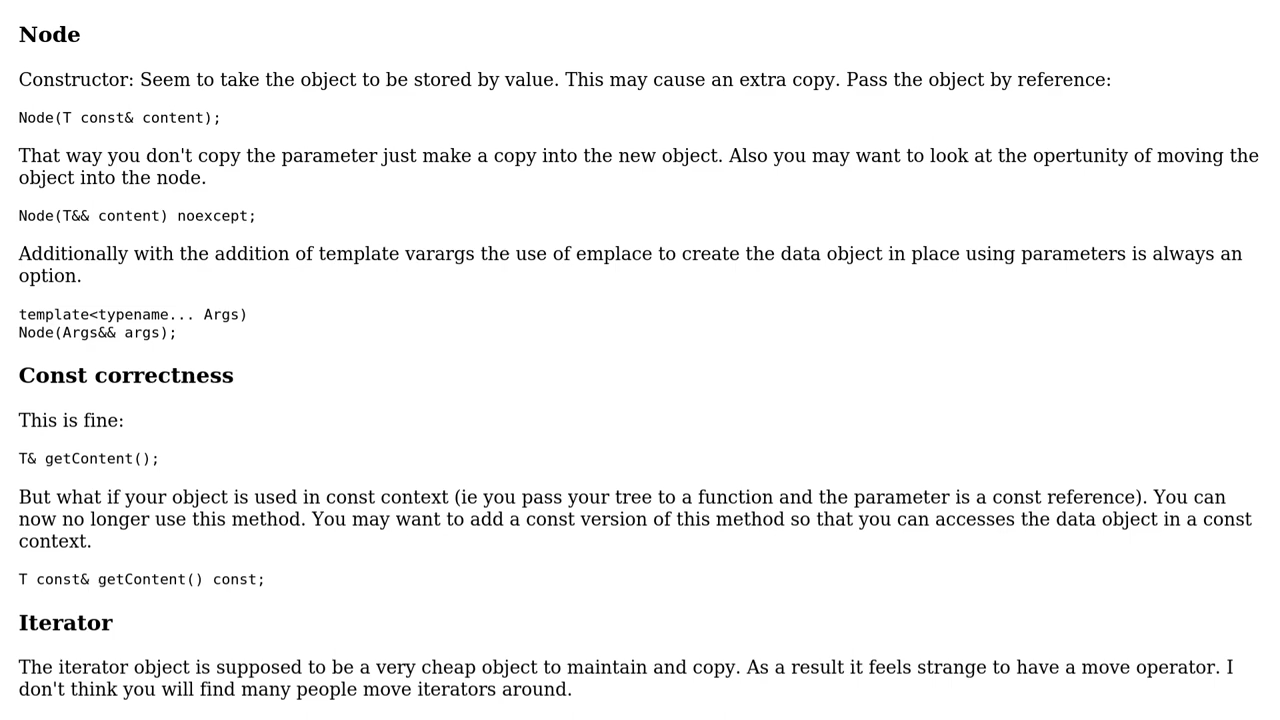 Node
Constructor: Seem to take the object to be stored by value. This may cause an extra copy. Pass the object by reference:
Node(T const& content);
That way you don't copy the parameter just make a copy into the new object. Also you may want to look at the opertunity of moving the
object into the node.
Node(T&& content) noexcept;
Additionally with the addition of template varargs the use of emplace to create the data object in place using parameters is always an
option.
template<typename... Args)
Node(Args&& args);
Const correctness
This is fine:
T& getContent();
But what if your object is used in const context (ie you pass your tree to a function and the parameter is a const reference). You can
now no longer use this method. You may want to add a const version of this method so that you can accesses the data object in a const
context.
T const& getContent() const;
Iterator
The iterator object is supposed to be a very cheap object to maintain and copy. As a result it feels strange to have a move operator. I
don't think you will find many people move iterators around.